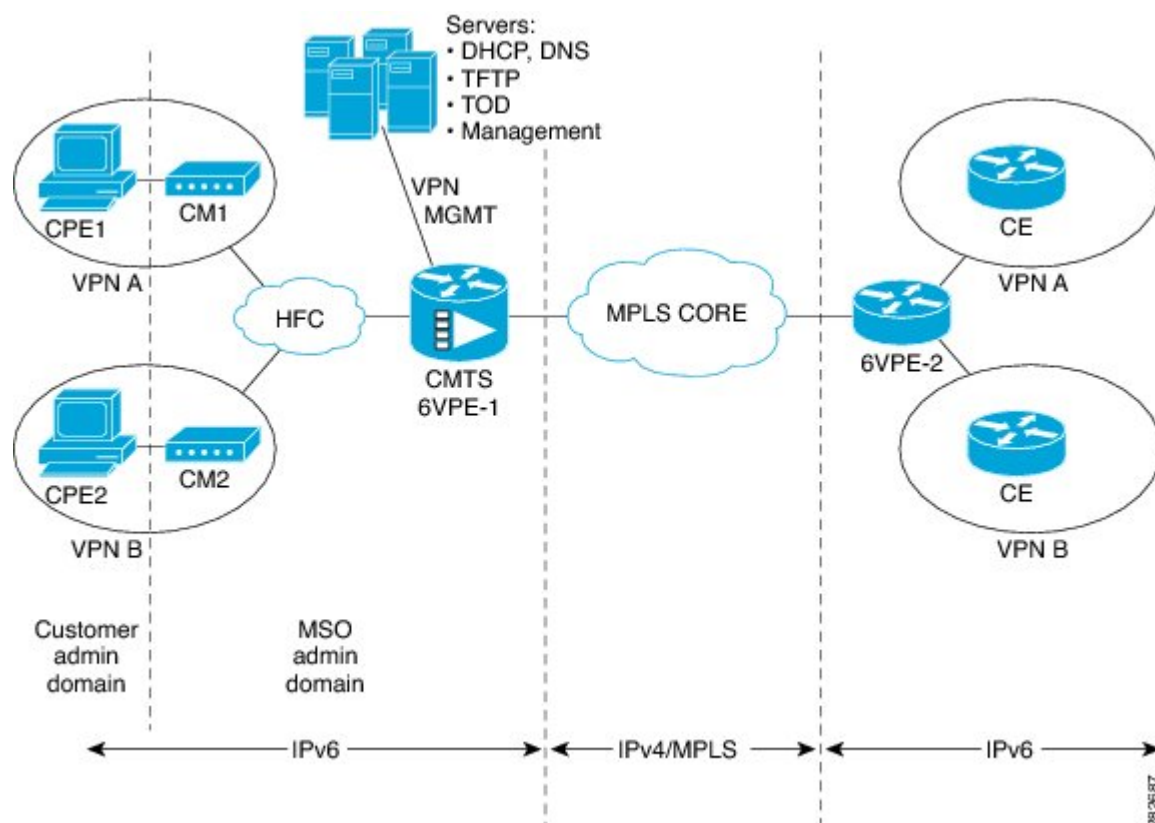 Servers:
• DHCP, DNS
• TFTP
• TOD
• Management
CPE1
CM1
VPN A
VPN
MGMT
HFC
CMTS
6VPE-1
MPLS CORE
CE
VPN A
6VPE-2
CPE2
CM2
VPN B
CE
VPN B
Customer
admin
domain
MSO
admin
domain
IPv6
IPv4/MPLS
IPv6